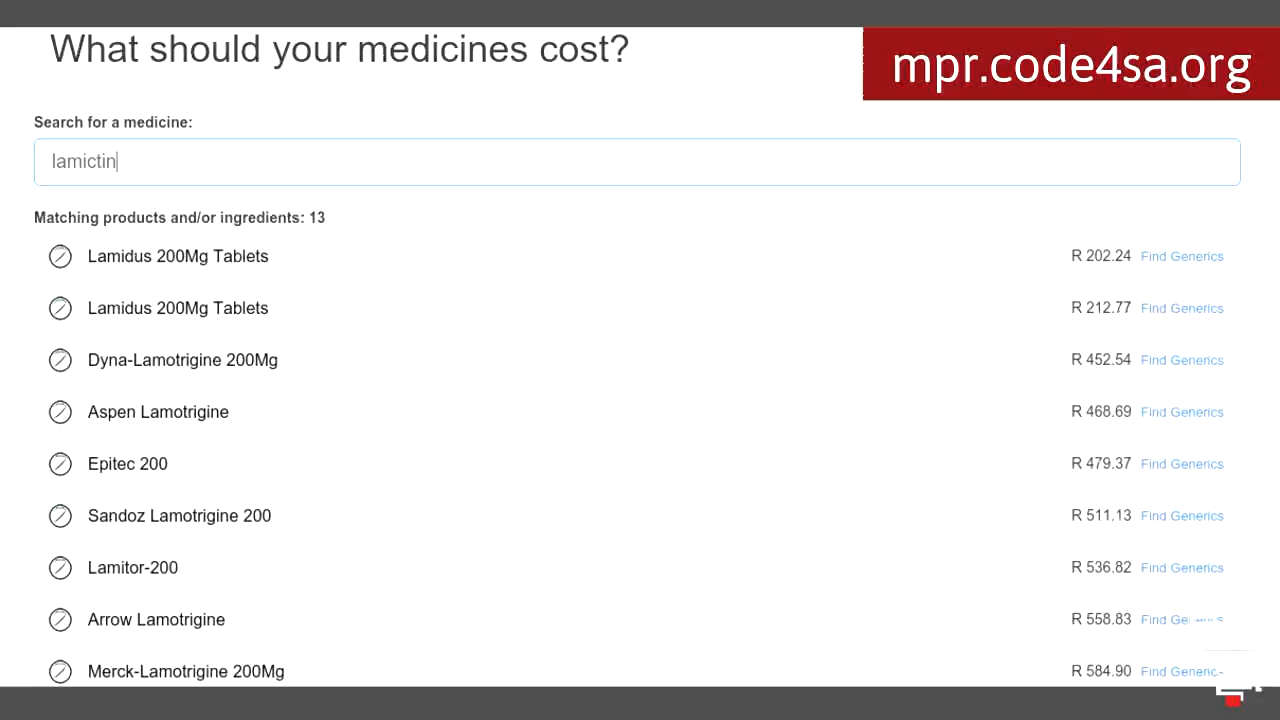 What should your medicines cost?
mpr.code4sa.org
Search for a medicine:
lamictin
Matching products and/or ingredients: 13
Lamidus 200Mg Tablets R 202.24 Find Generics
Lamidus 200Mg Tablets R 212.77 Find Generics
Dyna-Lamotrigine 200Mg R 452.54 Find Generics
Aspen Lamotrigine R 468.69 Find Generics
Epitec 200 R 479.37 Find Generics
Sandoz Lamotrigine 200 R 511.13 Find Generics
Lamitor-200 R 536.82 Find Generics
Arrow Lamotrigine R 558.83 Find
Merck-Lamotrigine 200Mg R 584.90 Find Generics